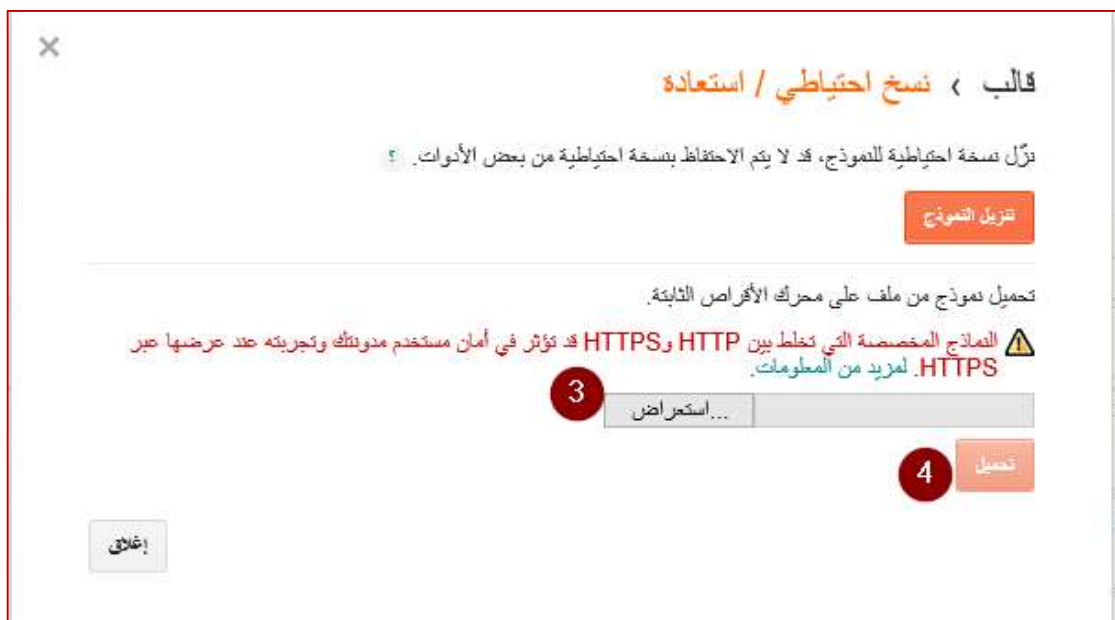 ×
قالب › نسخ احتياطي / استعادة
نزّل نسخة احتياطية للنموذج، قد لا يتم الاحتفاظ بنسخة احتياطية من بعض الأدوات. ؟
تنزيل النموذج
تحميل نموذج من ملف على محرك الأقراص الثابتة.
النماذج المخصصة التي تخلط بين HTTP وHTTPS قد تؤثر في أمان مستخدم مدونتك وتجربته عند عرضها عبر
HTTPS. لمزيد من المعلومات.
استعراض...
3
تحميل
4
إغلاق